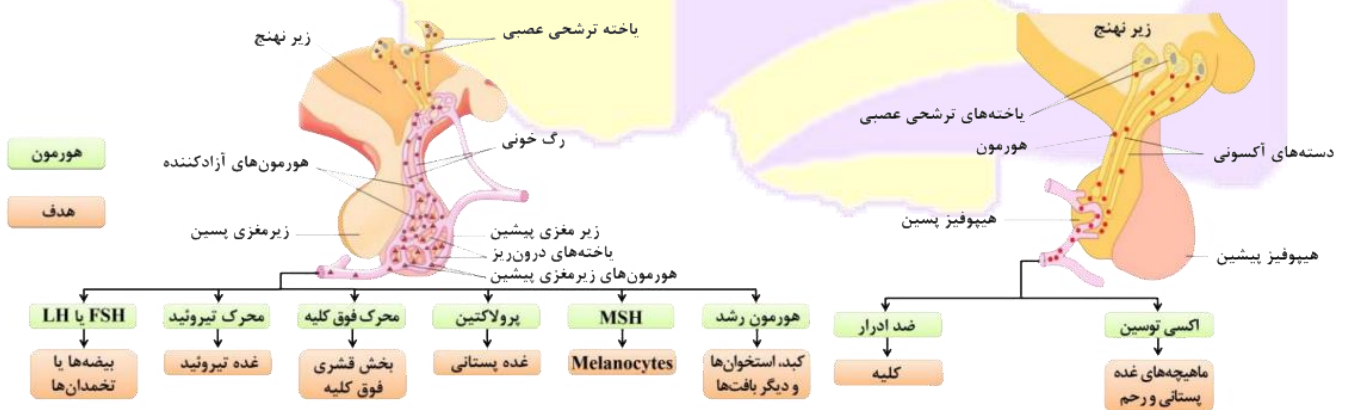 زیر نهنج
یاخته ترشحی عصبی
رگ خونی
هورمون‌های آزادکننده
زیرمغزی پسین
زیر مغزی پیشین
یاخته‌های درون‌ریز
هورمون‌های زیرمغزی پیشین
هورمون
هدف
زیر نهنج
یاخته‌های ترشحی عصبی
هورمون
دسته‌های آکسونی
هیپوفیز پسین
هیپوفیز پیشین
اکسی توسین
ماهیچه‌های غده
پستانی و رحم
ضد ادرار
کلیه
هورمون رشد
کبد، استخوان‌ها
و دیگر بافت‌ها
MSH
Melanocytes
پرولاکتین
غده پستانی
محرک فوق کلیه
بخش قشری
فوق کلیه
محرک تیروئید
غده تیروئید
FSH یا LH
بیضه‌ها یا
تخمدان‌ها